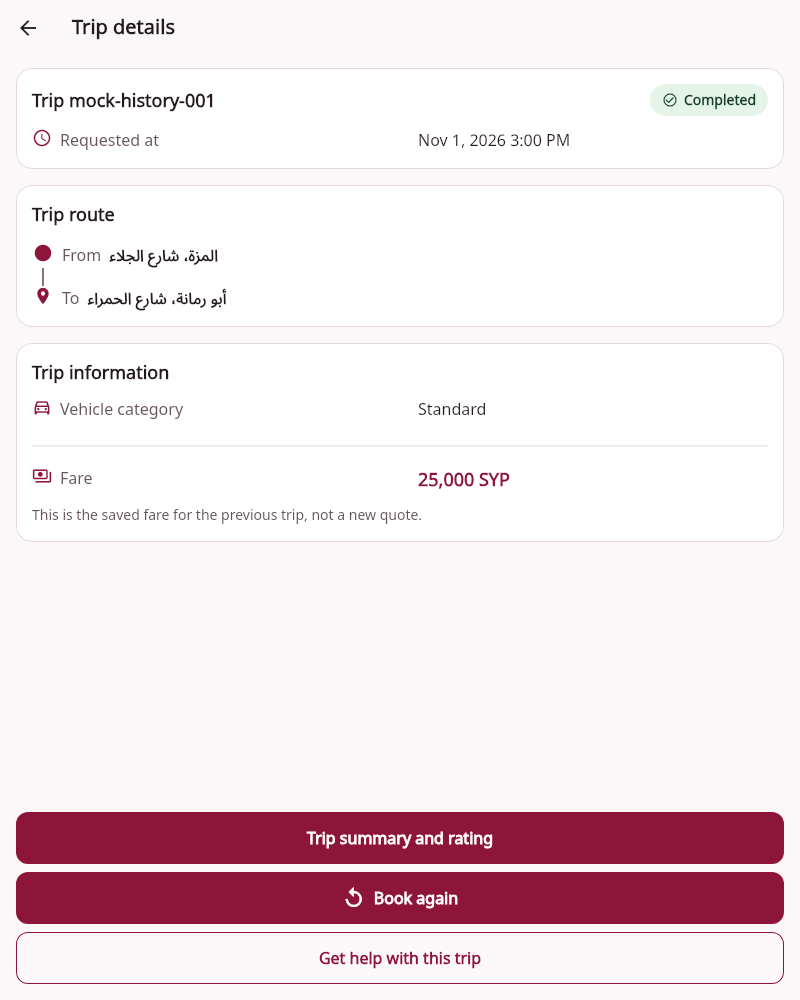 Trip details
Trip mock-history-001
Completed
Requested at
Nov 1, 2026 3:00 PM
Trip route
From المزة، شارع الجلاء
To أبو رمانة، شارع الحمراء
Trip information
Vehicle category
Standard
Fare
25,000 SYP
This is the saved fare for the previous trip, not a new quote.
Trip summary and rating
Book again
Get help with this trip